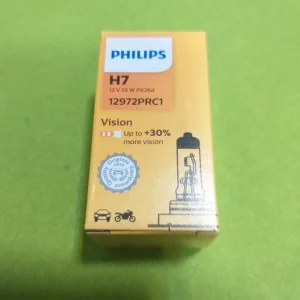 PHILIPS
H7
12 V 55 W PX26d
12972PRC1
Vision
Up to +30%
more vision